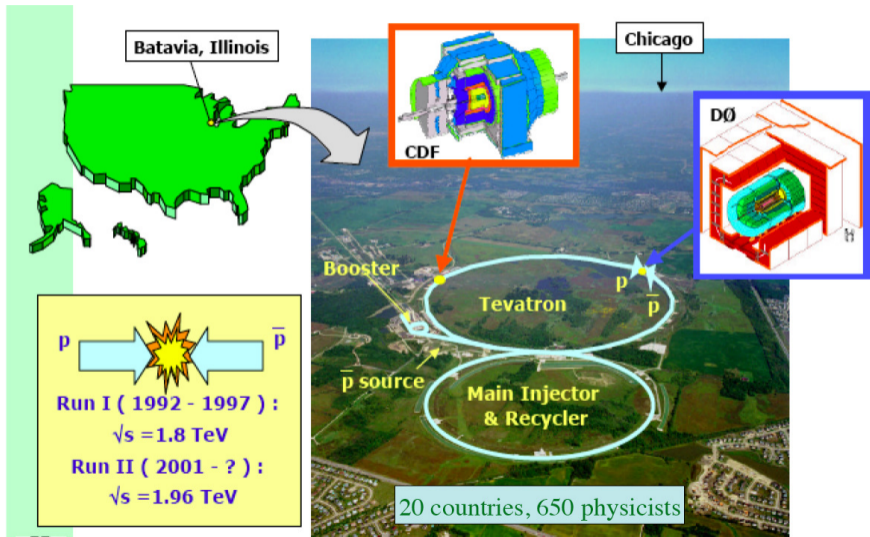 Batavia, Illinois
Chicago
CDF
DØ
Booster
p
p̅
Tevatron
p̅ source
Main Injector
& Recycler
p
p̅
Run I ( 1992 - 1997 ) :
√s =1.8 TeV
Run II ( 2001 - ? ) :
√s =1.96 TeV
20 countries, 650 physicists